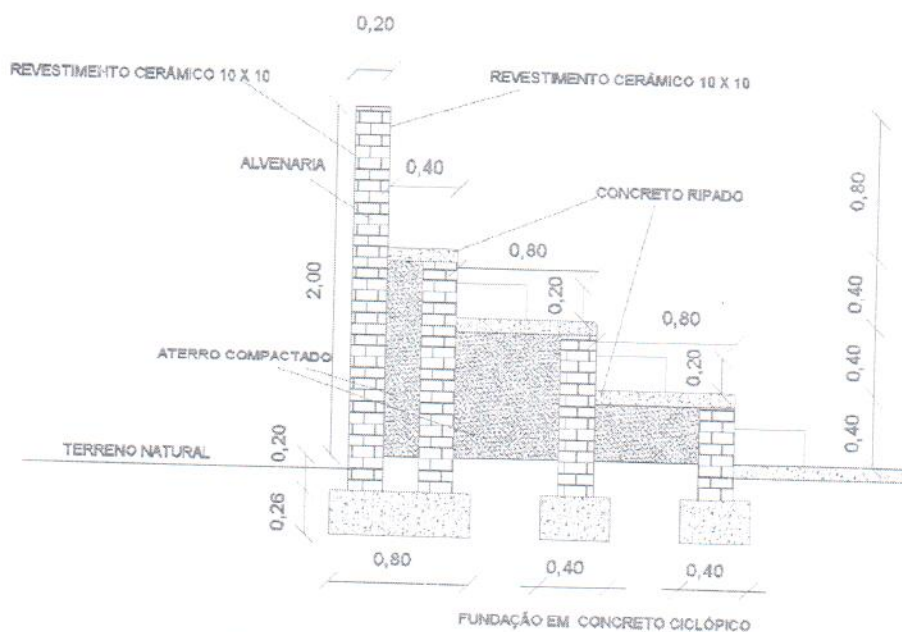 0,20
REVESTIMENTO CERÁMICO 10 X 10
REVESTIMENTO CERÁMICO 10 X 10
ALVENARIA
0,40
CONCRETO RIPADO
0,80
0,80
2,00
0,20
0,80
0,40
ATERRO COMPACTADO
0,20
0,40
TERRENO NATURAL
0,20
0,40
0,26
0,80
0,40
0,40
FUNDAÇÃO EM CONCRETO CICLÓPICO